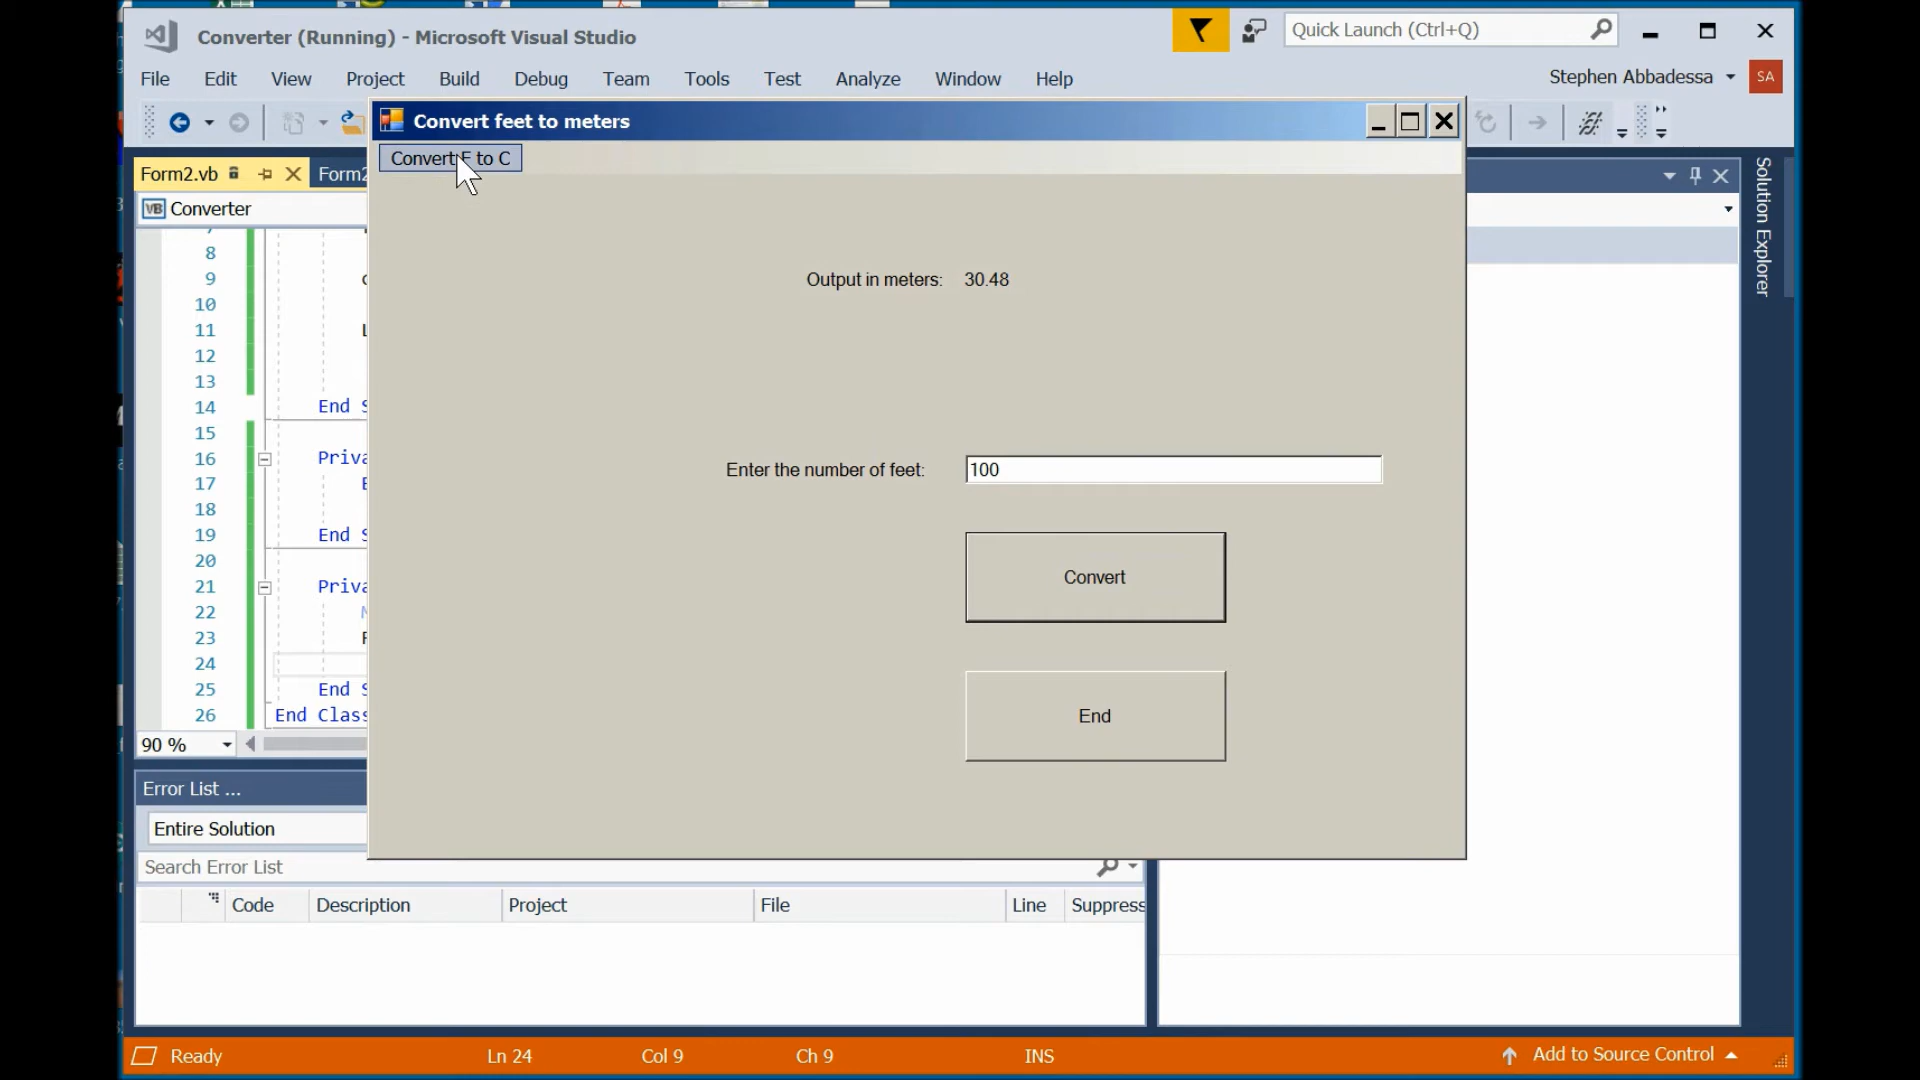 Converter (Running) - Microsoft Visual Studio
Quick Launch (Ctrl+Q)
File Edit View Project Build Debug Team Tools Test Analyze Window Help
Stephen Abbadessa SA
Convert feet to meters
Convert F to C
Form2.vb Form2
VB Converter
Solution Explorer
Output in meters: 30.48
Enter the number of feet: 100
Convert
End
7
8
9
10
11
12
13
14 End S
15
16 Priva
17
18
19 End S
20
21 Priva
22
23
24
25 End S
26 End Class
90 %
Error List ...
Entire Solution
Search Error List
Code Description Project File Line Suppress
Ready Ln 24 Col 9 Ch 9 INS Add to Source Control